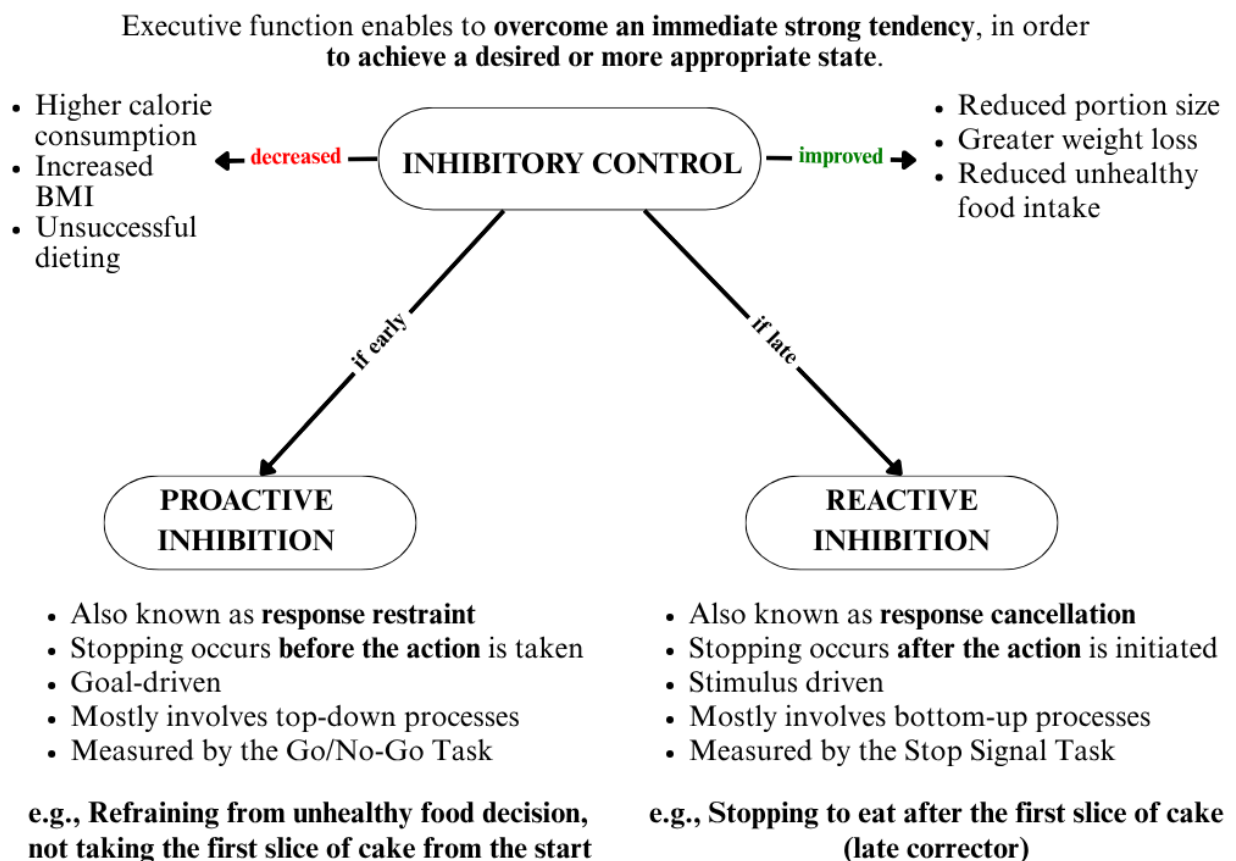 Executive function enables to overcome an immediate strong tendency, in order
to achieve a desired or more appropriate state.
• Higher calorie
consumption
• Increased
BMI
• Unsuccessful
dieting
decreased
INHIBITORY CONTROL
improved
• Reduced portion size
• Greater weight loss
• Reduced unhealthy
food intake
if early
if late
PROACTIVE
INHIBITION
• Also known as response restraint
• Stopping occurs before the action is taken
• Goal-driven
• Mostly involves top-down processes
• Measured by the Go/No-Go Task
e.g., Refraining from unhealthy food decision,
not taking the first slice of cake from the start
REACTIVE
INHIBITION
• Also known as response cancellation
• Stopping occurs after the action is initiated
• Stimulus driven
• Mostly involves bottom-up processes
• Measured by the Stop Signal Task
e.g., Stopping to eat after the first slice of cake
(late corrector)